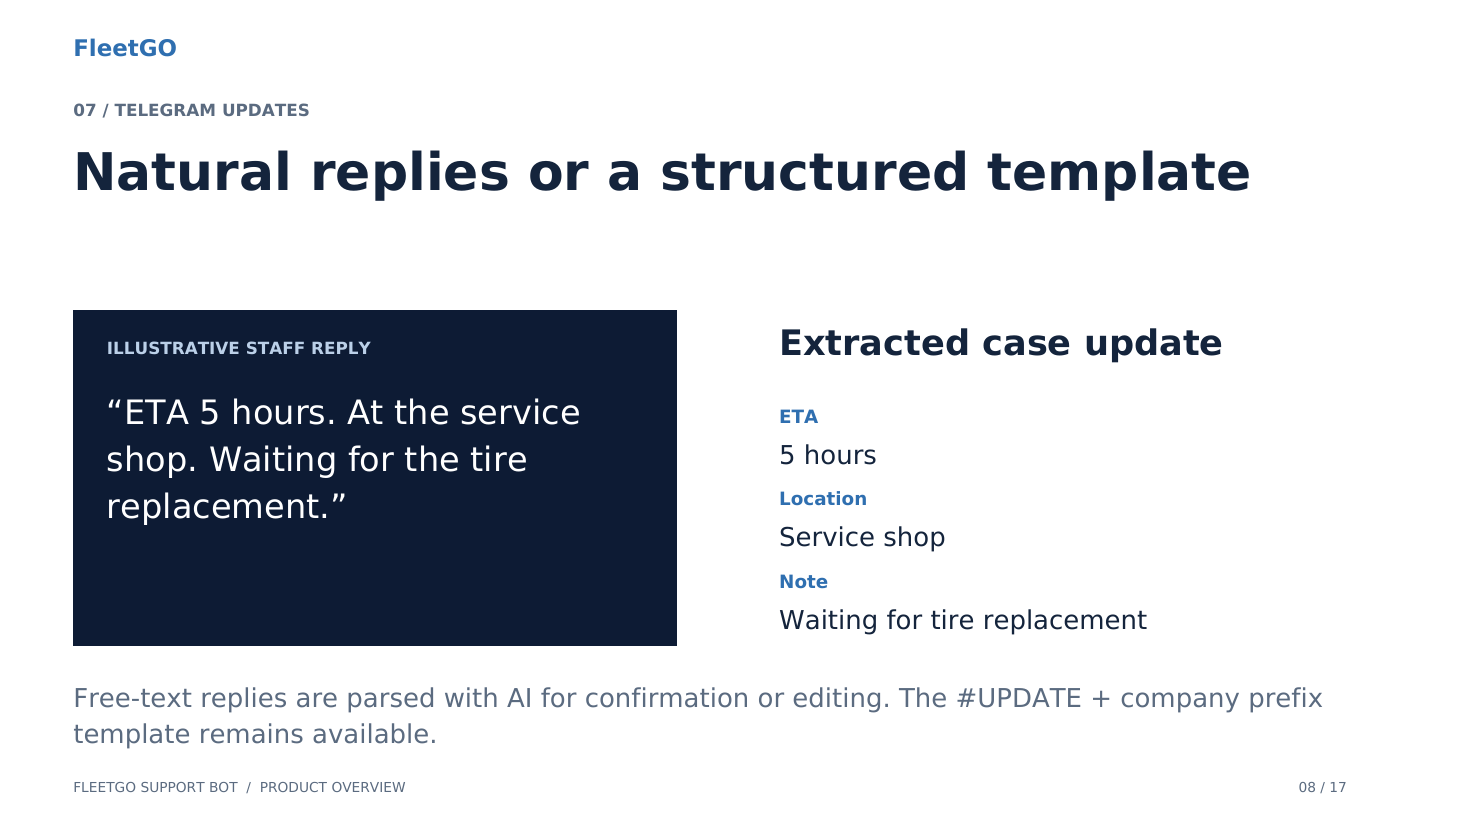 FleetGO
07 / TELEGRAM UPDATES
Natural replies or a structured template
ILLUSTRATIVE STAFF REPLY
“ETA 5 hours. At the service
shop. Waiting for the tire
replacement.”
Extracted case update
ETA
5 hours
Location
Service shop
Note
Waiting for tire replacement
Free-text replies are parsed with AI for confirmation or editing. The #UPDATE + company prefix
template remains available.
FLEETGO SUPPORT BOT / PRODUCT OVERVIEW
08 / 17